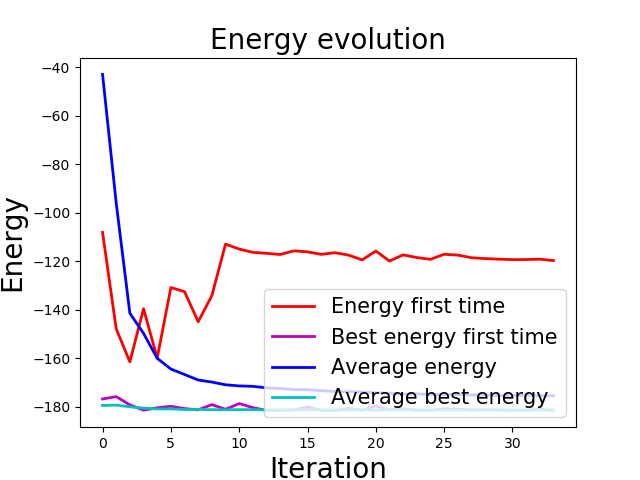 Energy evolution
Energy
−40
−60
−80
−100
−120
−140
−160
−180
Energy first time
Best energy first time
Average energy
Average best energy
0 5 10 15 20 25 30
Iteration